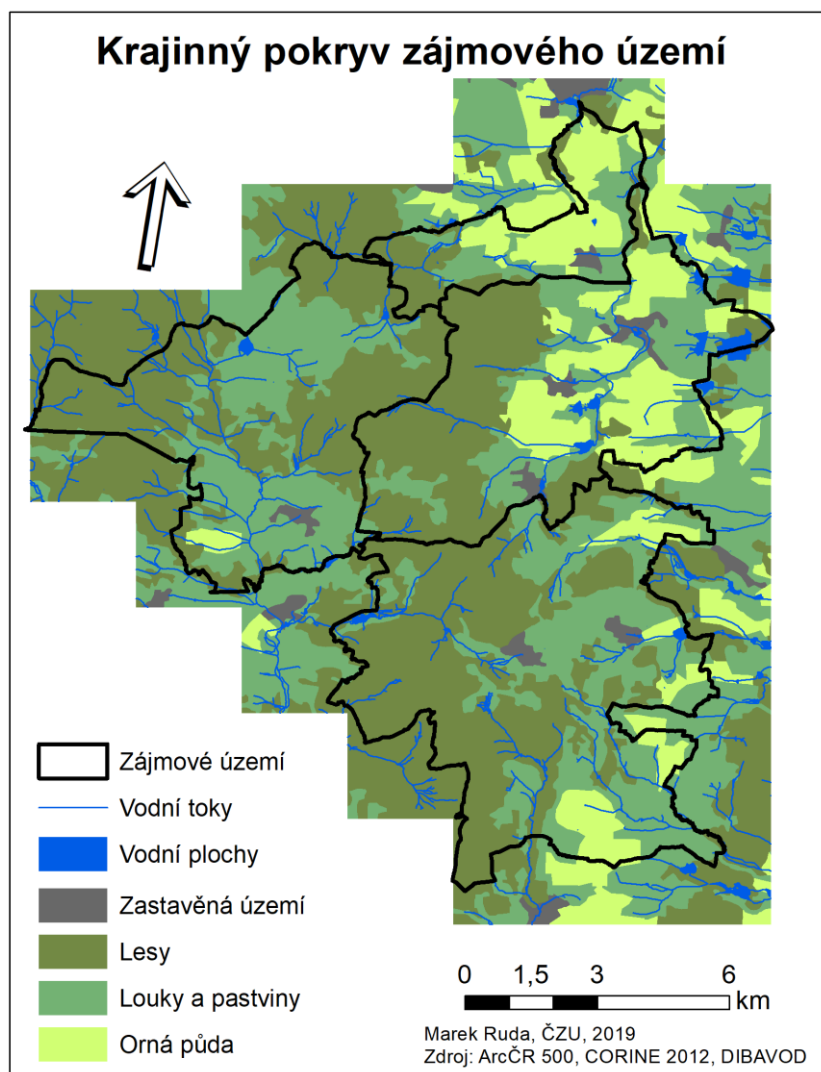 Krajinný pokryv zájmového území
Zájmové území
Vodní toky
Vodní plochy
Zastavěná území
Lesy
Louky a pastviny
Orná půda
0 1,5 3 6
km
Marek Ruda, ČZU, 2019
Zdroj: ArcČR 500, CORINE 2012, DIBAVOD